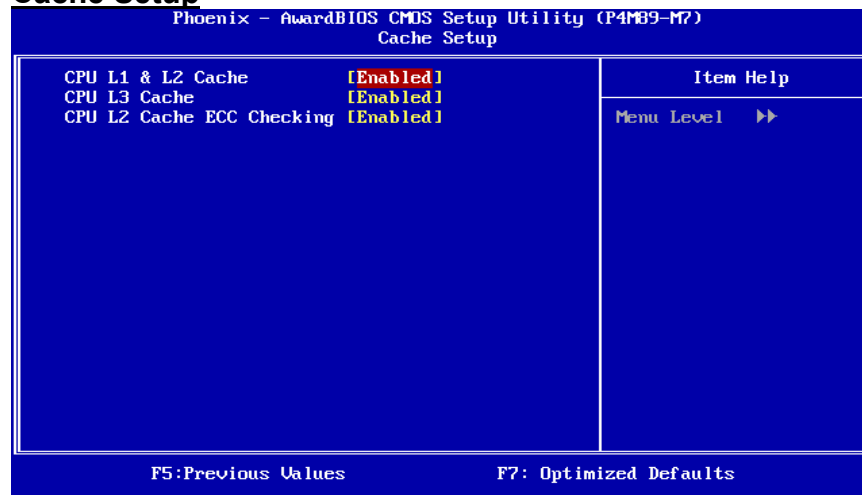 Cache Setup
Phoenix - AwardBIOS CMOS Setup Utility (P4M89-M7)
Cache Setup
CPU L1 & L2 Cache [Enabled]
CPU L3 Cache [Enabled]
CPU L2 Cache ECC Checking [Enabled]
Item Help
Menu Level
F5:Previous Values F7: Optimized Defaults